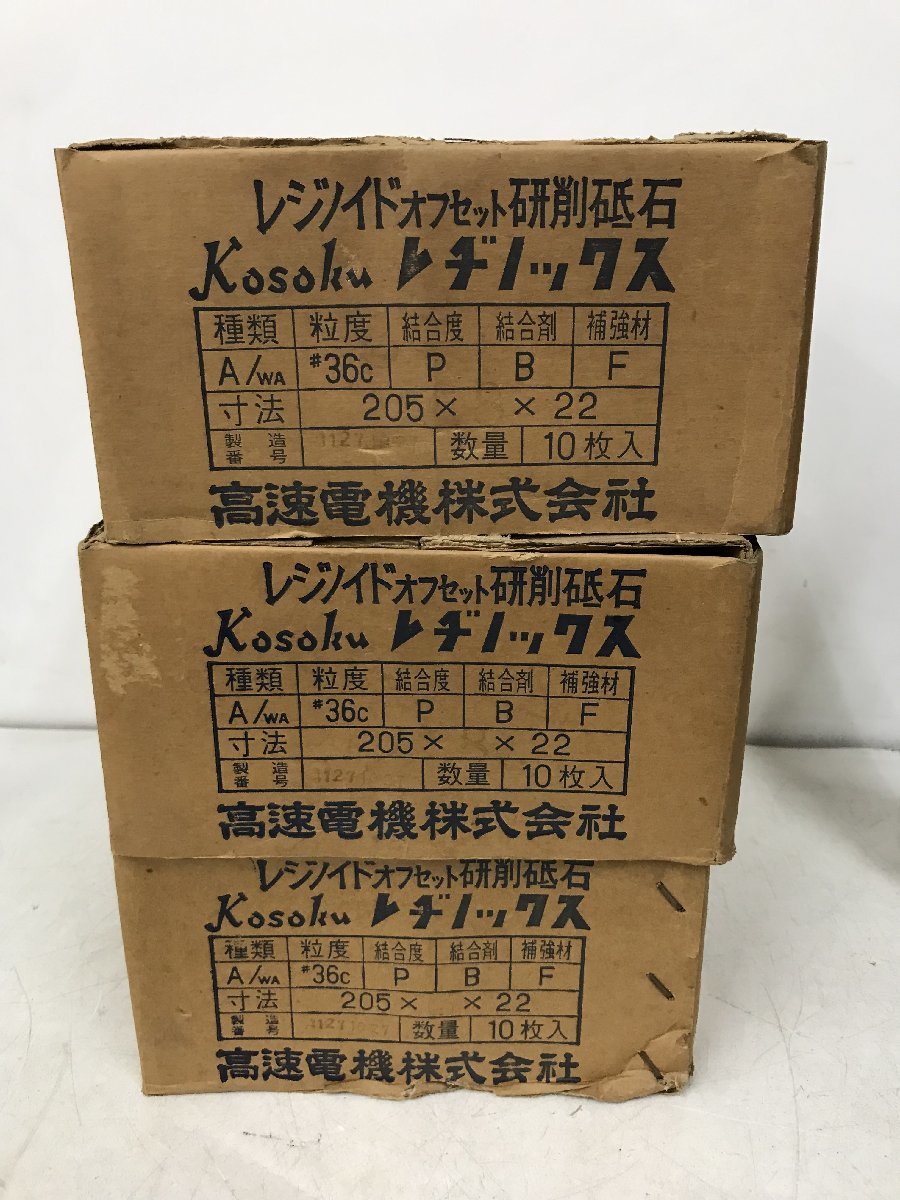 レジノイドオフセット研削砥石
Kosoku レヂノックス
種類 粒度 結合度 結合剤 補強材
A/WA #36C P B F
寸法 205× ×22
製造番号 数量 10枚入
高速電機株式会社
レジノイドオフセット研削砥石
Kosoku レヂノックス
種類 粒度 結合度 結合剤 補強材
A/WA #36C P B F
寸法 205× ×22
製造番号 数量 10枚入
高速電機株式会社
レジノイドオフセット研削砥石
Kosoku レヂノックス
種類 粒度 結合度 結合剤 補強材
A/WA #36C P B F
寸法 205× ×22
製造番号 数量 10枚入
高速電機株式会社